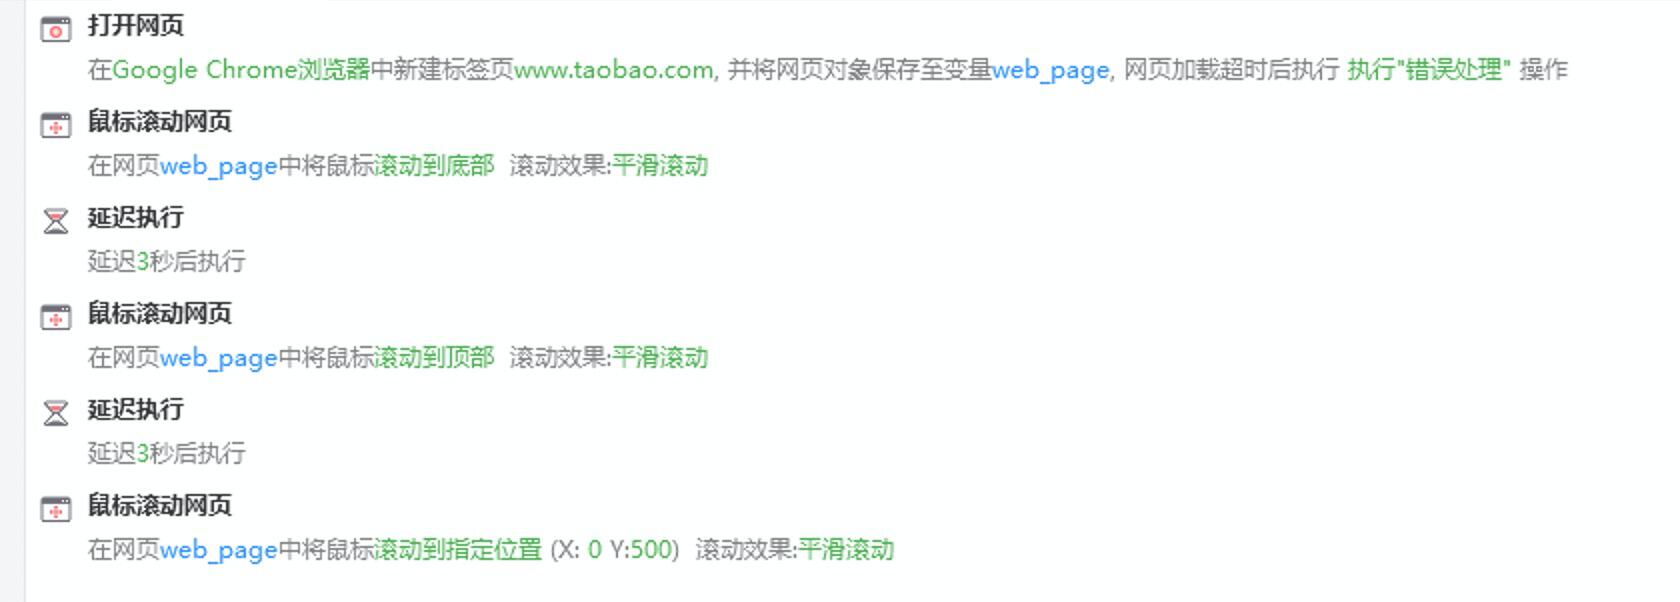 打开网页
在Google Chrome浏览器中新建标签页www.taobao.com, 并将网页对象保存至变量web_page, 网页加载超时后执行 执行"错误处理" 操作
鼠标滚动网页
在网页web_page中将鼠标滚动到底部 滚动效果:平滑滚动
延迟执行
延迟3秒后执行
鼠标滚动网页
在网页web_page中将鼠标滚动到顶部 滚动效果:平滑滚动
延迟执行
延迟3秒后执行
鼠标滚动网页
在网页web_page中将鼠标滚动到指定位置 (X: 0 Y:500) 滚动效果:平滑滚动